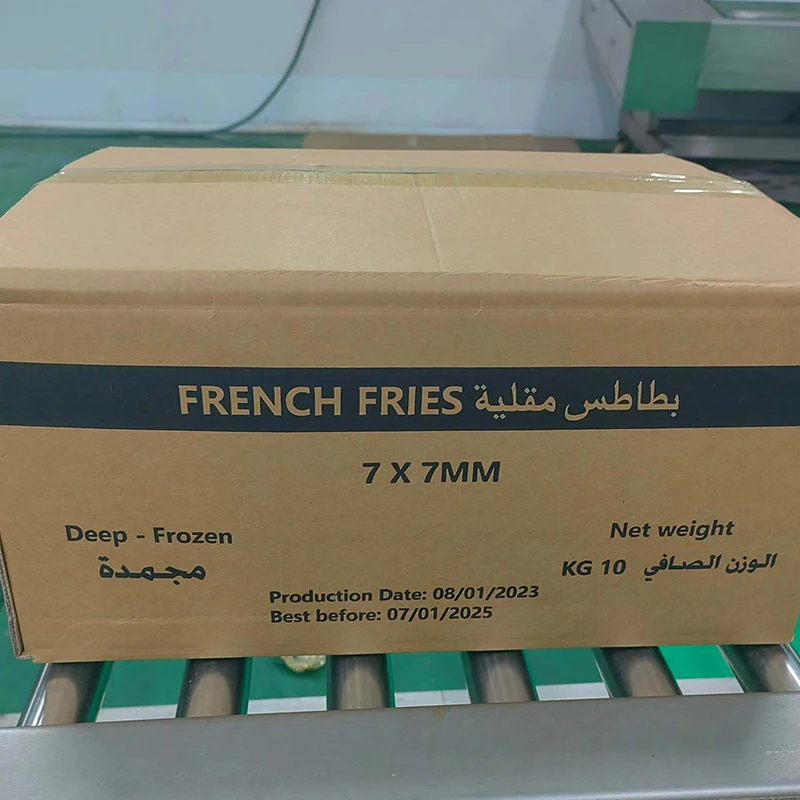 FRENCH FRIES بطاطس مقلية
7 X 7MM
Deep - Frozen
مجمدة
Net weight
KG 10 الوزن الصافي
Production Date: 08/01/2023
Best before: 07/01/2025